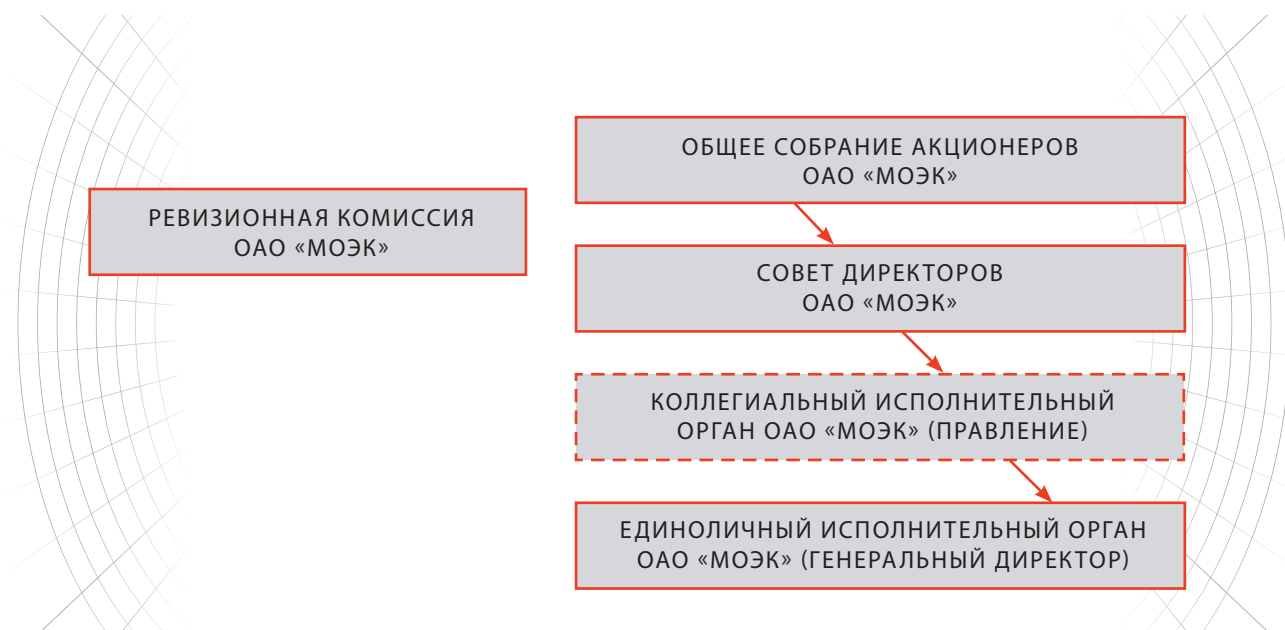 ОБЩЕЕ СОБРАНИЕ АКЦИОНЕРОВ
ОАО «МОЭК»
РЕВИЗИОННАЯ КОМИССИЯ
ОАО «МОЭК»
СОВЕТ ДИРЕКТОРОВ
ОАО «МОЭК»
КОЛЛЕГИАЛЬНЫЙ ИСПОЛНИТЕЛЬНЫЙ
ОРГАН ОАО «МОЭК» (ПРАВЛЕНИЕ)
ЕДИНОЛИЧНЫЙ ИСПОЛНИТЕЛЬНЫЙ ОРГАН
ОАО «МОЭК» (ГЕНЕРАЛЬНЫЙ ДИРЕКТОР)